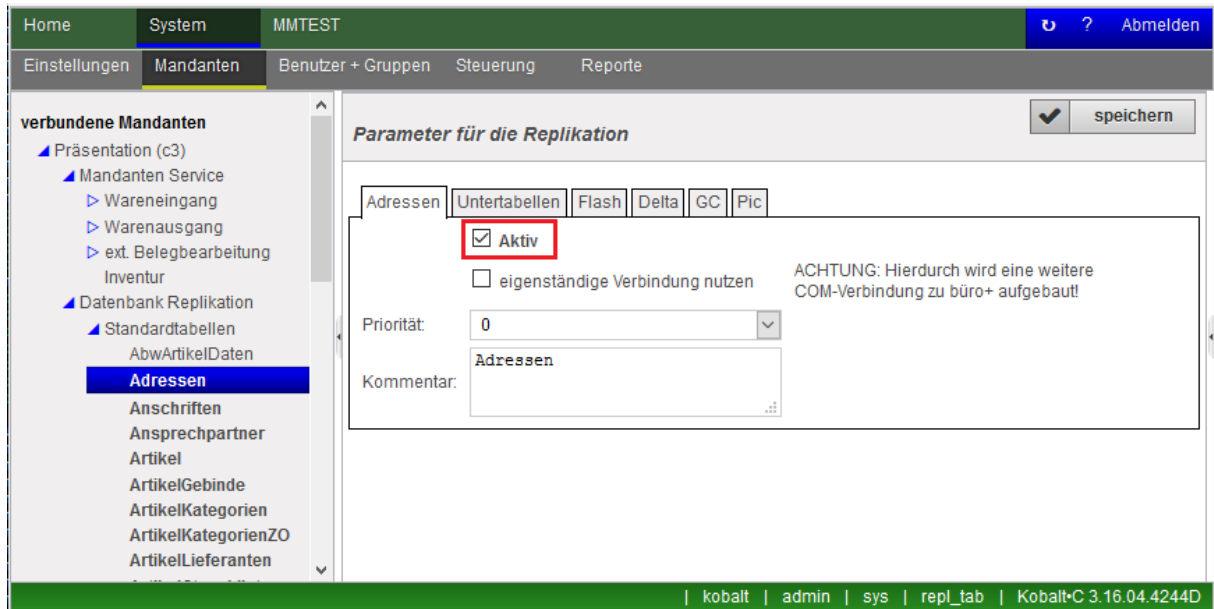 Home System MMTEST ? Abmelden
Einstellungen Mandanten Benutzer + Gruppen Steuerung Reporte
verbundene Mandanten
Präsentation (c3)
Mandanten Service
Wareneingang
Warenausgang
ext. Belegbearbeitung
Inventur
Datenbank Replikation
Standardtabellen
AbwArtikelDaten
Adressen
Anschriften
Ansprechpartner
Artikel
ArtikelGebinde
ArtikelKategorien
ArtikelKategorienZO
ArtikelLieferanten
Parameter für die Replikation
speichern
Adressen Untertabellen Flash Delta GC Pic
Aktiv
eigenständige Verbindung nutzen
ACHTUNG: Hierdurch wird eine weitere
COM-Verbindung zu büro+ aufgebaut!
Priorität: 0
Kommentar: Adressen
| kobalt | admin | sys | repl_tab | Kobalt•C 3.16.04.4244D